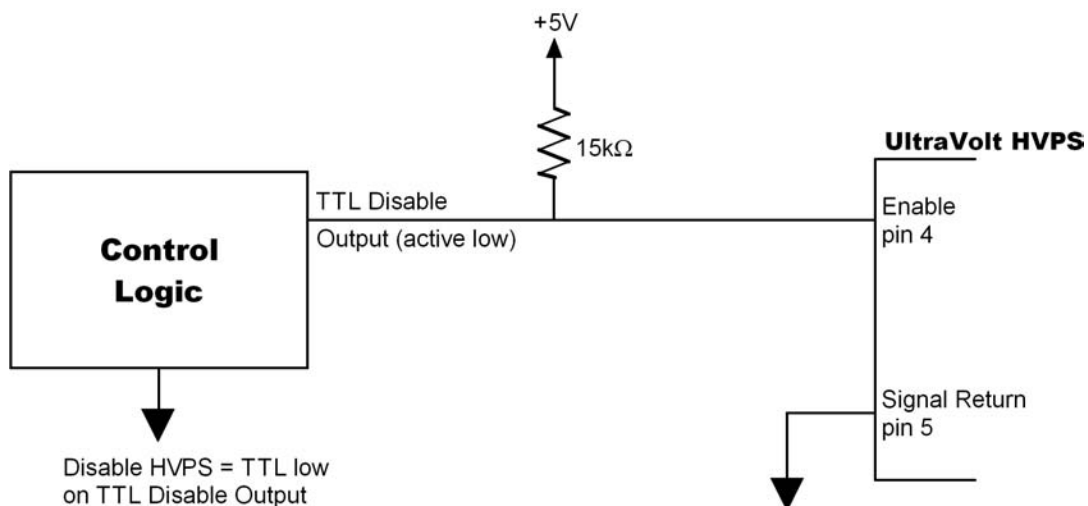 +5V
15kΩ
UltraVolt HVPS
TTL Disable
Output (active low)
Enable
pin 4
Control
Logic
Signal Return
pin 5
Disable HVPS = TTL low
on TTL Disable Output